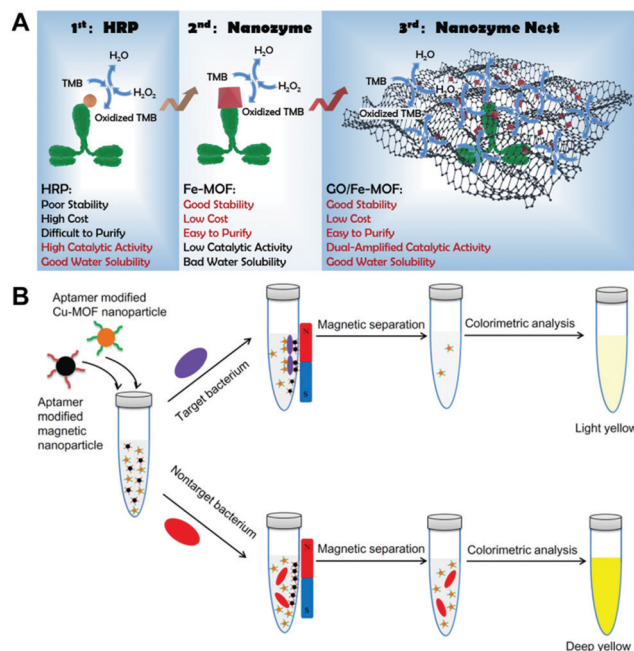 A
1st: HRP
H2O
TMB
H2O2
Oxidized TMB
HRP:
Poor Stability
High Cost
Difficult to Purify
High Catalytic Activity
Good Water Solubility
2nd: Nanozyme
H2O
TMB
H2O2
Oxidized TMB
Fe-MOF:
Good Stability
Low Cost
Easy to Purify
Low Catalytic Activity
Bad Water Solubility
3rd: Nanozyme Nest
H2O
TMB
H2O2
Oxidized TMB
GO/Fe-MOF:
Good Stability
Low Cost
Easy to Purify
Dual-Amplified Catalytic Activity
Good Water Solubility
B
Aptamer modified
Cu-MOF nanoparticle
Aptamer
modified
magnetic
nanoparticle
Target bacterium
N
S
Magnetic separation
Colorimetric analysis
Light yellow
Nontarget bacterium
N
S
Magnetic separation
Colorimetric analysis
Deep yellow